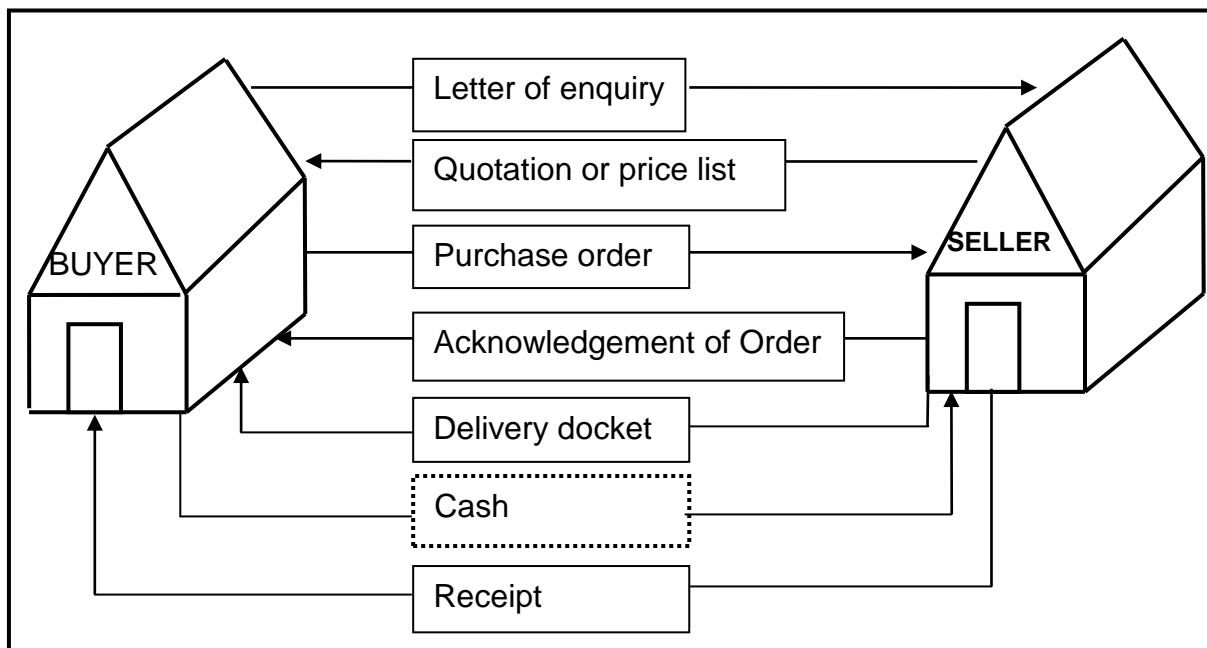 Letter of enquiry
Quotation or price list
Purchase order
BUYER
SELLER
Acknowledgement of Order
Delivery docket
Cash
Receipt